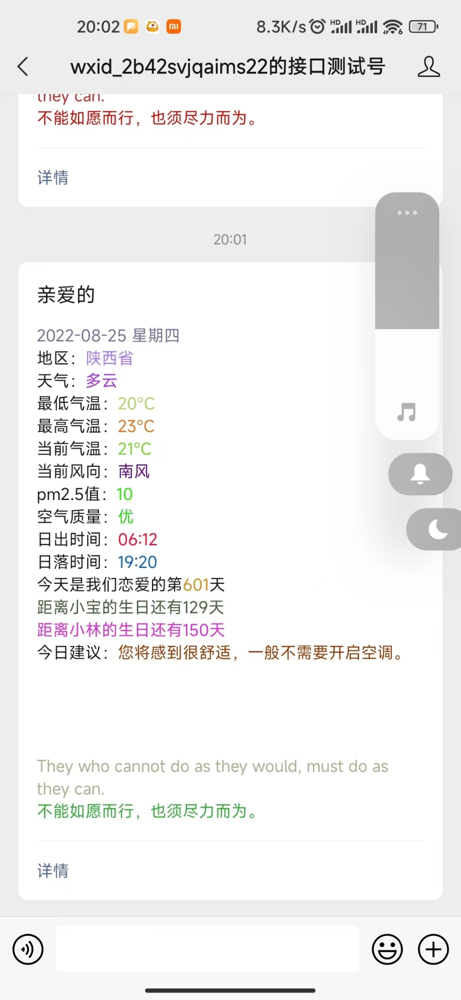 20:02
8.3K/s HD HD 6 71
wxid_2b42svjqaims22的接口测试号
they can.
不能如愿而行，也须尽力而为。
详情
20:01
亲爱的
2022-08-25 星期四
地区：陕西省
天气：多云
最低气温：20°C
最高气温：23°C
当前气温：21°C
当前风向：南风
pm2.5值：10
空气质量：优
日出时间：06:12
日落时间：19:20
今天是我们恋爱的第601天
距离小宝的生日还有129天
距离小林的生日还有150天
今日建议：您将感到很舒适，一般不需要开启空调。
They who cannot do as they would, must do as
they can.
不能如愿而行，也须尽力而为。
详情